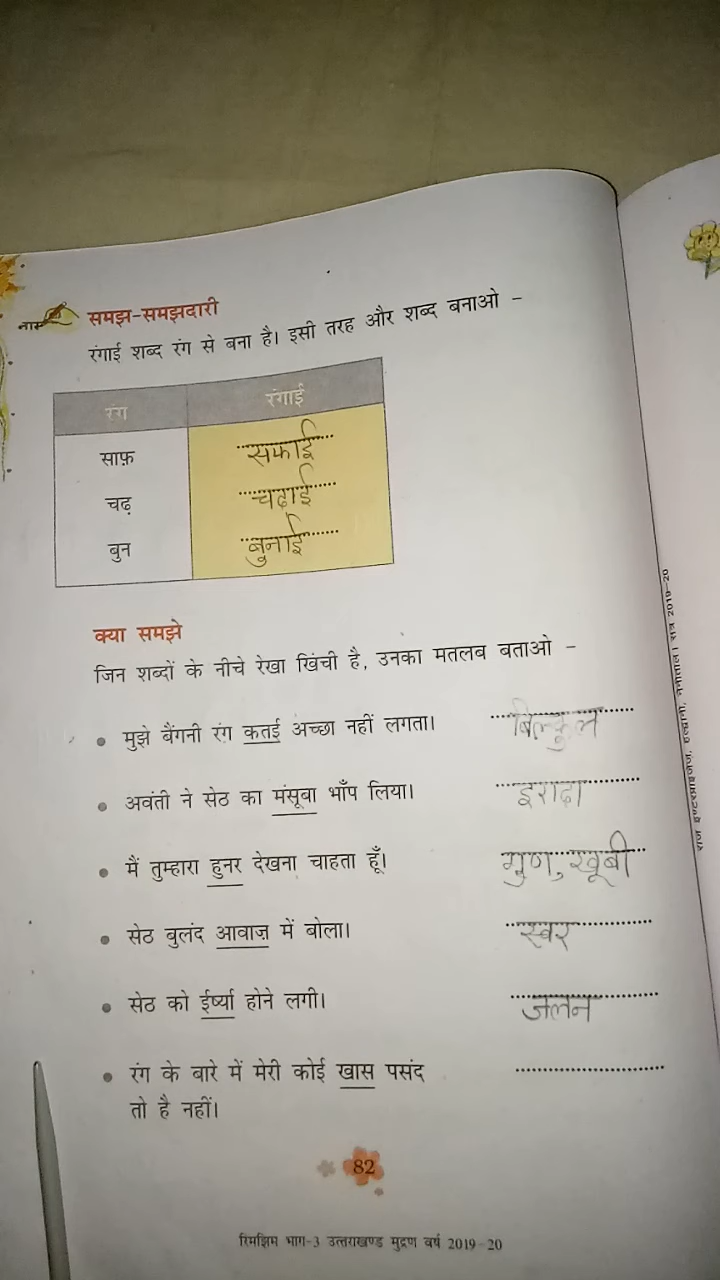 समझ-समझदारी
रंगाई शब्द रंग से बना है। इसी तरह और शब्द बनाओ –
रंग रंगाई
साफ़ सफाई
चढ़ चढ़ाई
बुन बुनाई
क्या समझे
जिन शब्दों के नीचे रेखा खिंची है, उनका मतलब बताओ –
• मुझे बैंगनी रंग कतई अच्छा नहीं लगता। बिल्कुल
• अवंती ने सेठ का मंसूबा भाँप लिया। इरादा
• मैं तुम्हारा हुनर देखना चाहता हूँ। गुण, खूबी
• सेठ बुलंद आवाज़ में बोला। स्वर
• सेठ को ईर्ष्या होने लगी। जलन
• रंग के बारे में मेरी कोई खास पसंद
तो है नहीं।
82
रिमझिम भाग-3 उत्तराखण्ड मुद्रण वर्ष 2019-20